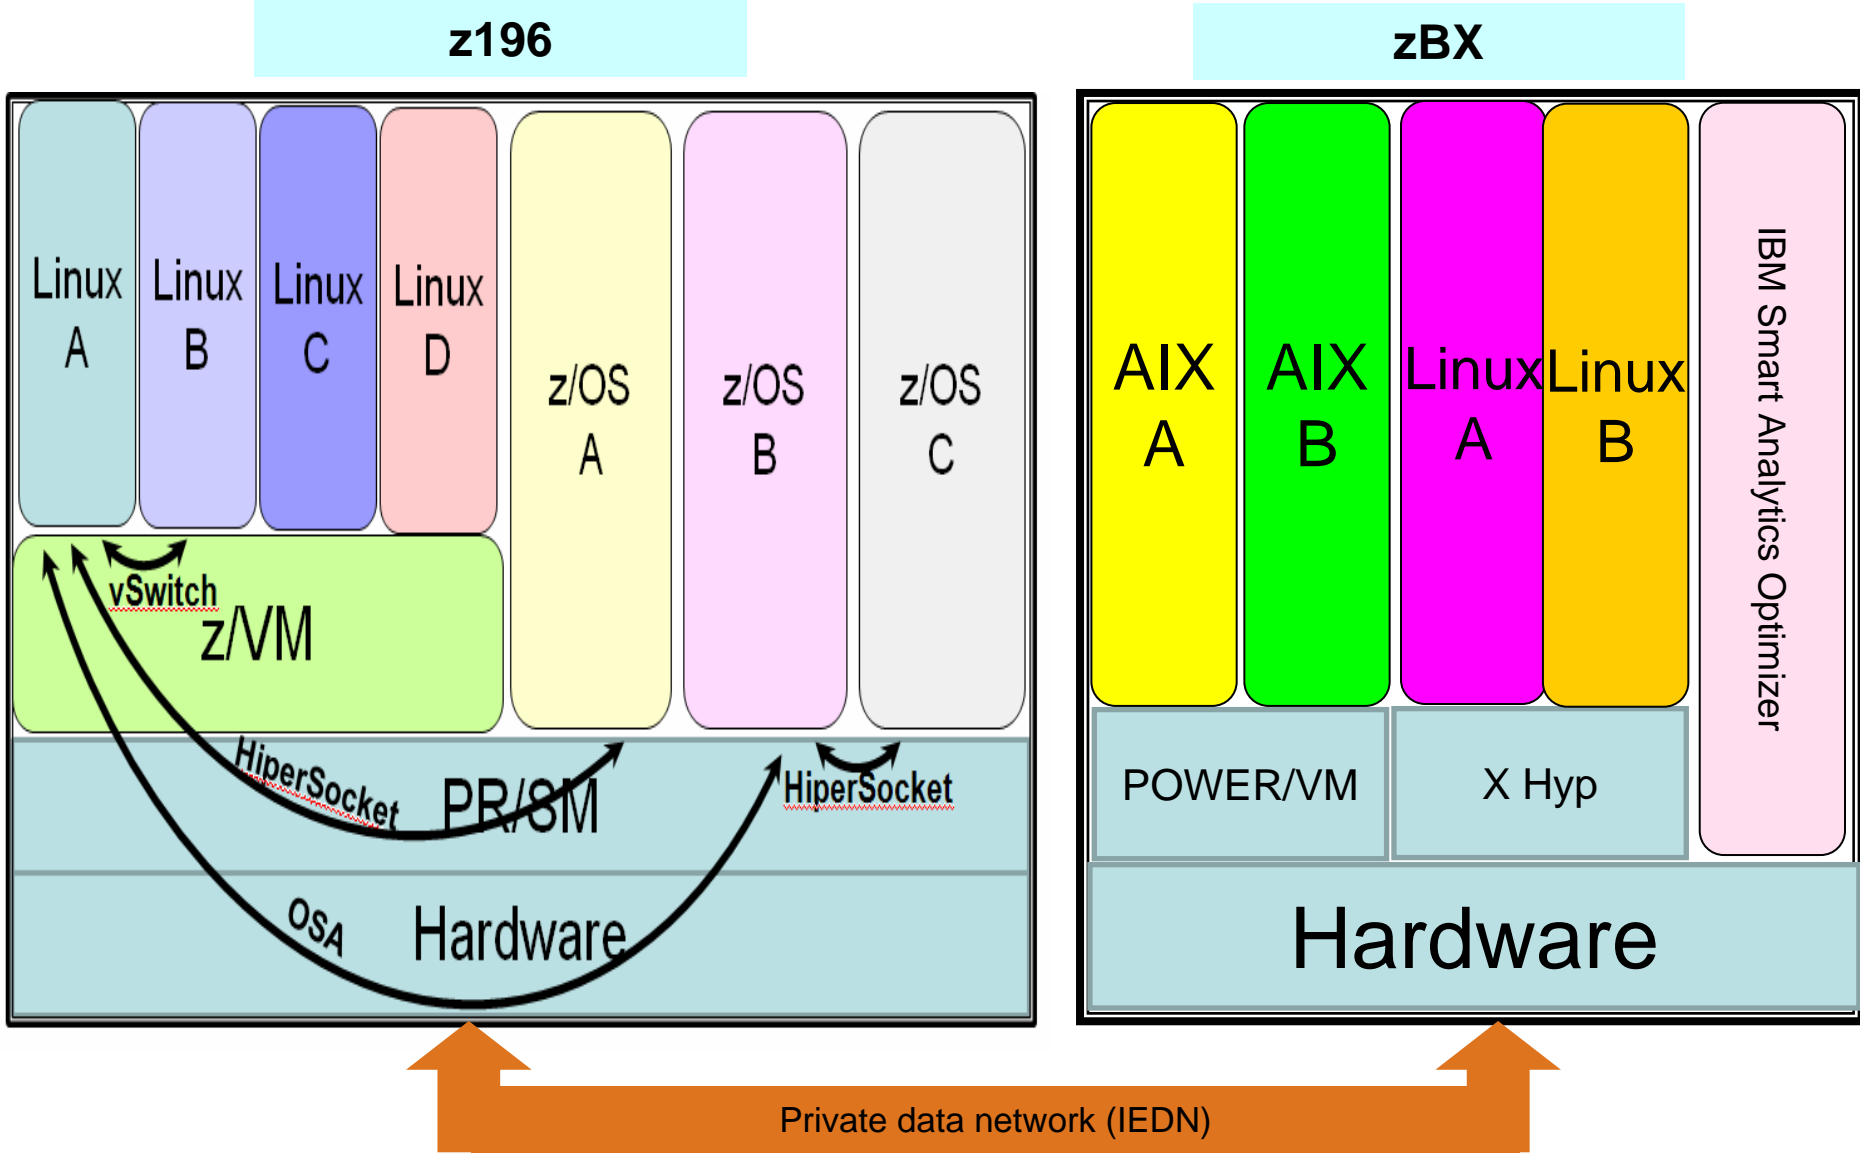 z196
zBX
Linux
A
Linux
B
Linux
C
Linux
D
z/OS
A
z/OS
B
z/OS
C
vSwitch
z/VM
HiperSocket
PR/SM
HiperSocket
OSA
Hardware
AIX
A
AIX
B
Linux
A
Linux
B
IBM Smart Analytics Optimizer
POWER/VM
X Hyp
Hardware
Private data network (IEDN)